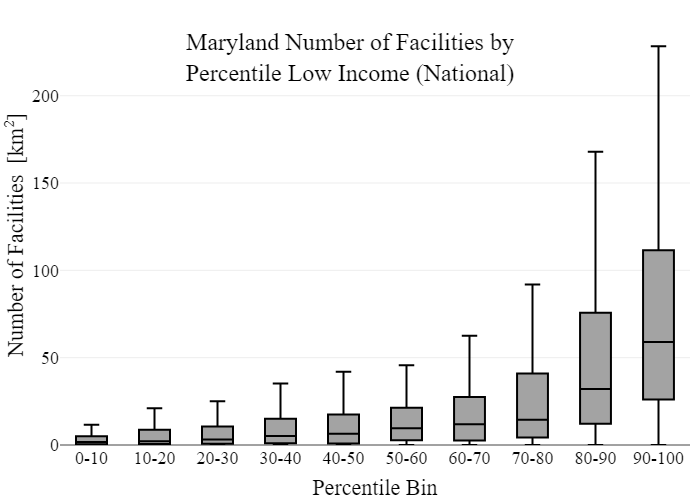 Maryland Number of Facilities by
Percentile Low Income (National)
Number of Facilities [km²]
200
150
100
50
0
0-10 10-20 20-30 30-40 40-50 50-60 60-70 70-80 80-90 90-100
Percentile Bin